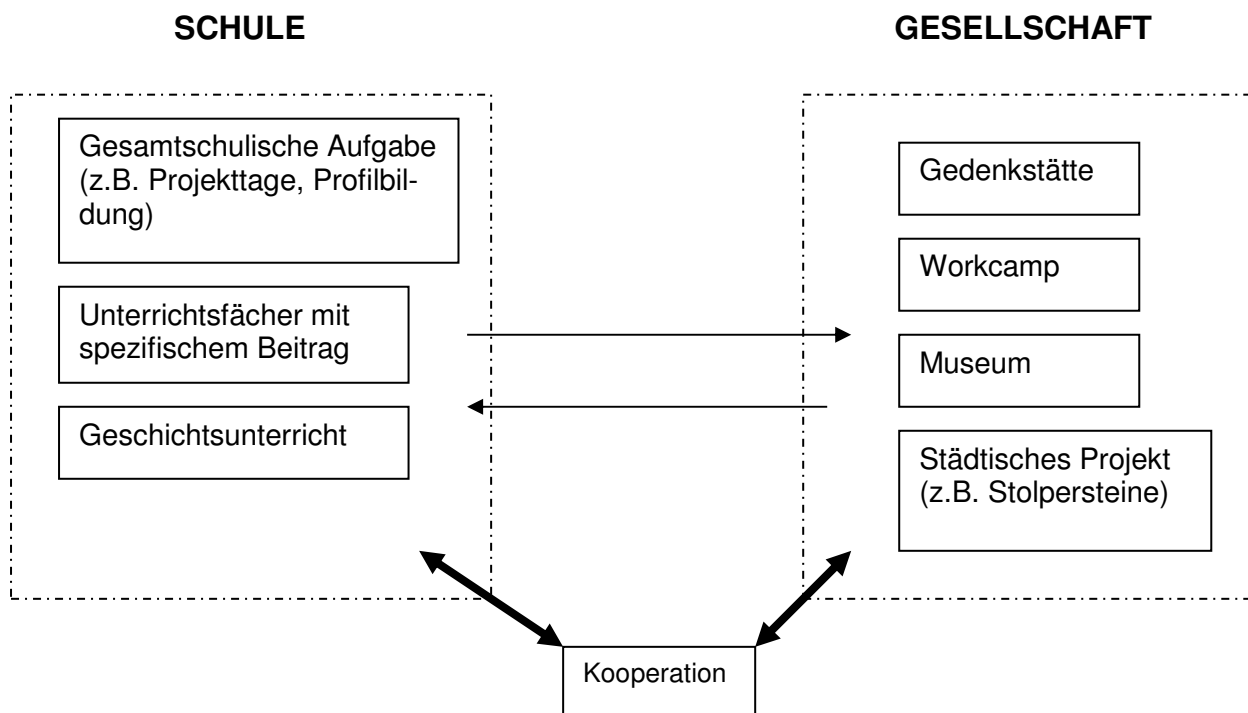 SCHULE
GESELLSCHAFT
Gesamtschulische Aufgabe
(z.B. Projekttage, Profilbil-
dung)
Unterrichtsfächer mit
spezifischem Beitrag
Geschichtsunterricht
Gedenkstätte
Workcamp
Museum
Städtisches Projekt
(z.B. Stolpersteine)
Kooperation